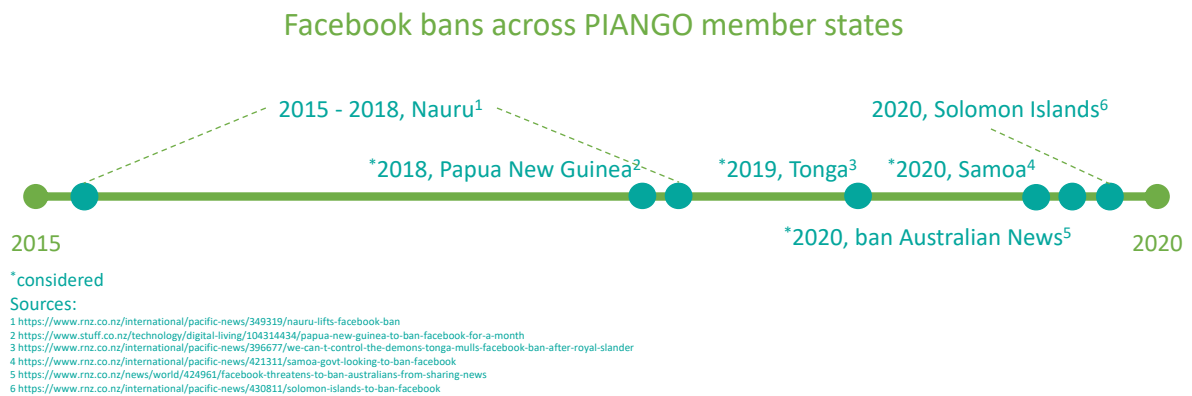 Facebook bans across PIANGO member states
2015 - 2018, Nauru¹
2020, Solomon Islands⁶
*2018, Papua New Guinea²
*2019, Tonga³
*2020, Samoa⁴
*2020, ban Australian News⁵
2015
2020
*considered
Sources:
1 https://www.rnz.co.nz/international/pacific-news/349319/nauru-lifts-facebook-ban
2 https://www.stuff.co.nz/technology/digital-living/104314434/papua-new-guinea-to-ban-facebook-for-a-month
3 https://www.rnz.co.nz/international/pacific-news/396677/we-can-t-control-the-demons-tonga-mulls-facebook-ban-after-royal-slander
4 https://www.rnz.co.nz/international/pacific-news/421311/samoa-govt-looking-to-ban-facebook
5 https://www.rnz.co.nz/news/world/424961/facebook-threatens-to-ban-australians-from-sharing-news
6 https://www.rnz.co.nz/international/pacific-news/430811/solomon-islands-to-ban-facebook